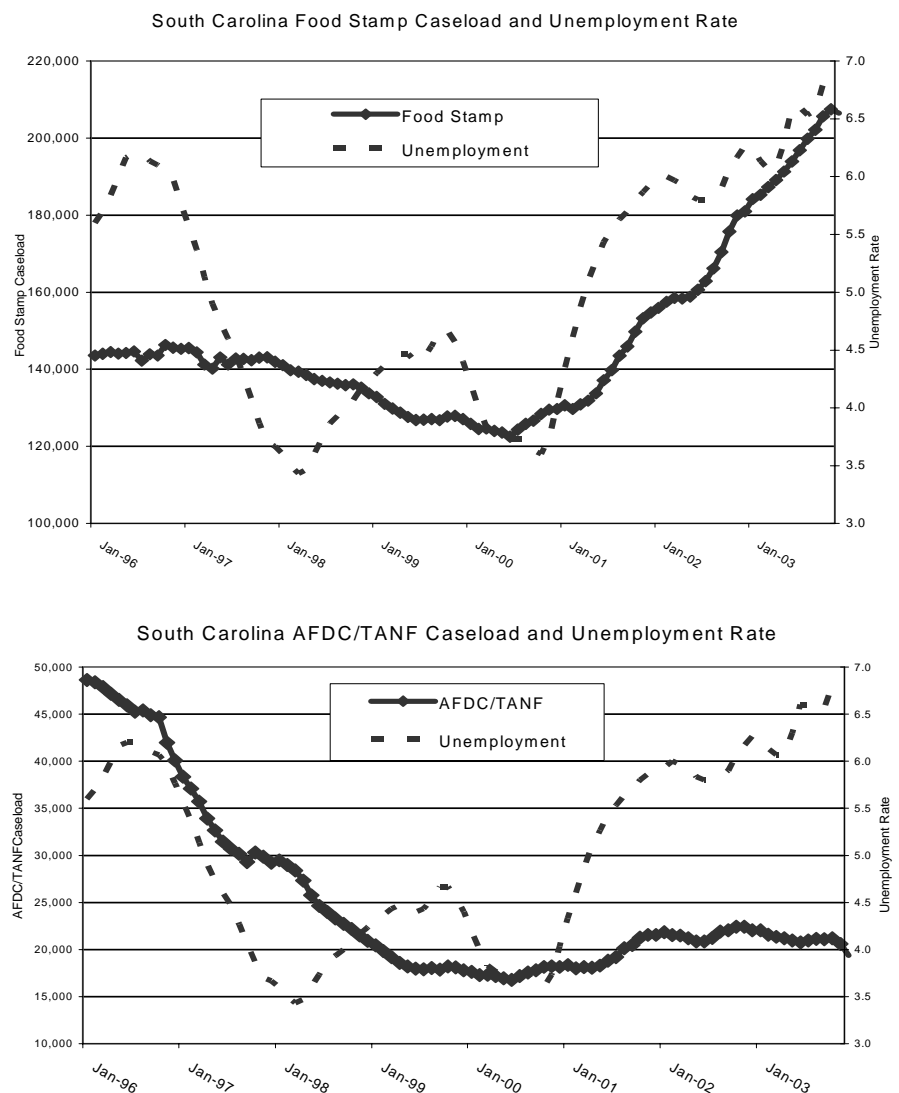 South Carolina Food Stamp Caseload and Unemployment Rate
220,000
200,000
180,000
160,000
140,000
120,000
100,000
Food Stamp Caseload
Food Stamp
Unemployment
7.0
6.5
6.0
5.5
5.0
4.5
4.0
3.5
3.0
Unemployment Rate
Jan-96
Jan-97
Jan-98
Jan-99
Jan-00
Jan-01
Jan-02
Jan-03
South Carolina AFDC/TANF Caseload and Unemployment Rate
50,000
45,000
40,000
35,000
30,000
25,000
20,000
15,000
10,000
AFDC/TANFCaseload
AFDC/TANF
Unemployment
7.0
6.5
6.0
5.5
5.0
4.5
4.0
3.5
3.0
Unemployment Rate
Jan-96
Jan-97
Jan-98
Jan-99
Jan-00
Jan-01
Jan-02
Jan-03